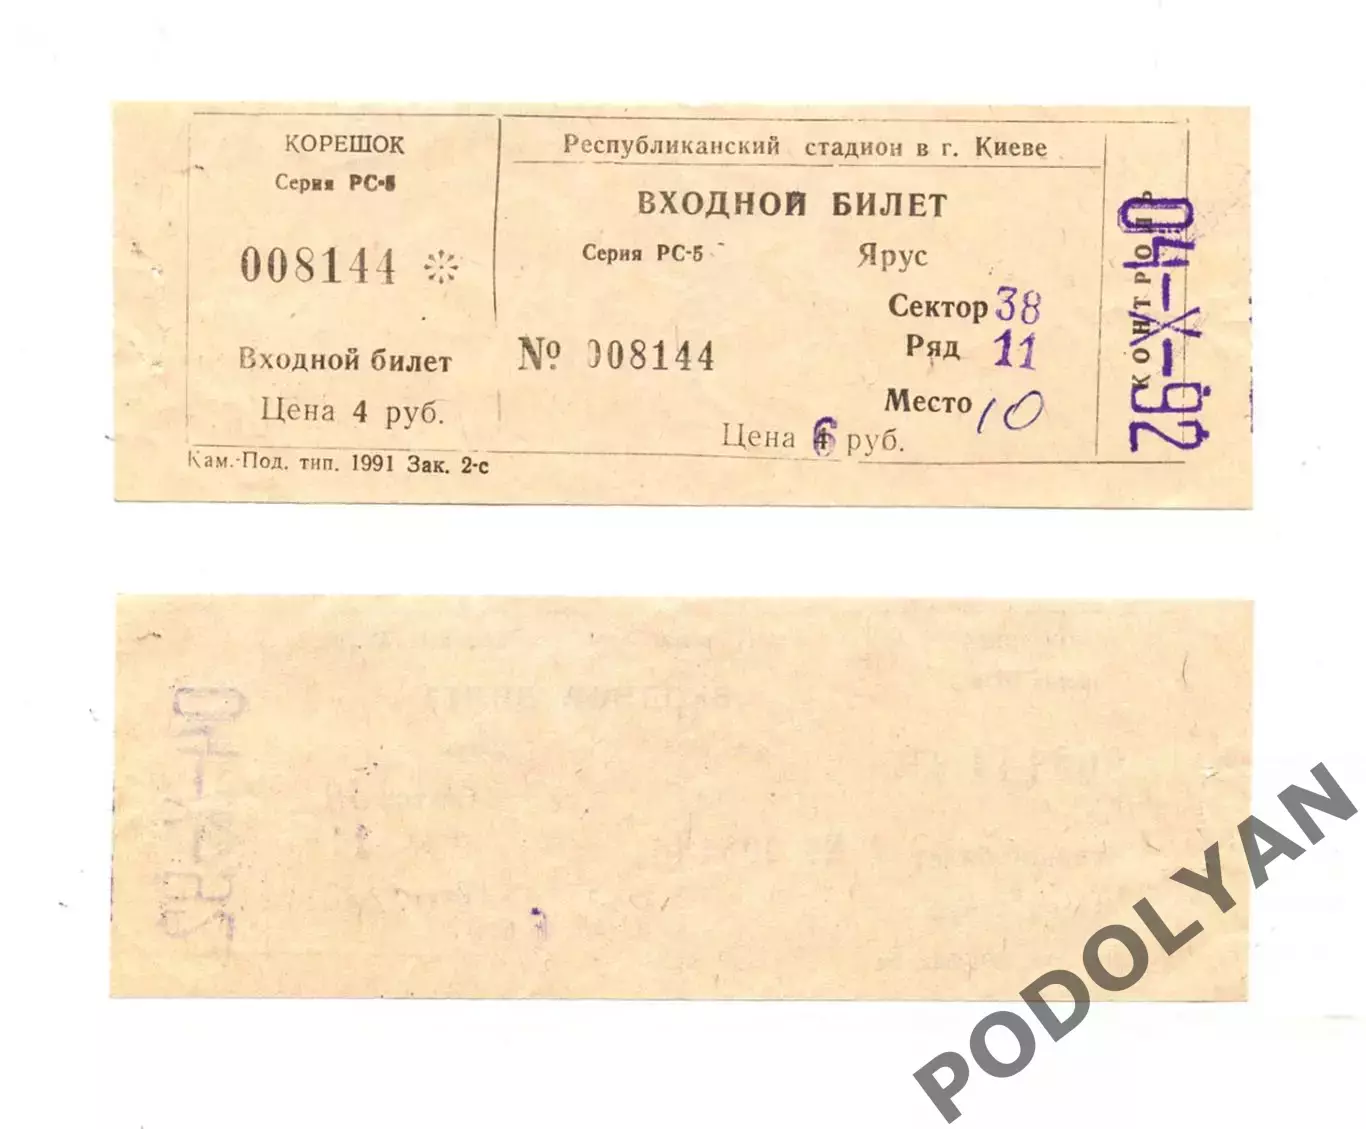 КОРЕШОК
Серия РС-5
008144
Входной билет
Цена 4 руб.
Кам.-Под. тип. 1991 Зак. 2-с
Республиканский стадион в г. Киеве
ВХОДНОЙ БИЛЕТ
Серия РС-5
Ярус
Сектор 38
Ряд 11
№ 008144
Место 10
Цена 6 руб.
КОНТРОЛЬ
04-X-92
PODOLYAN